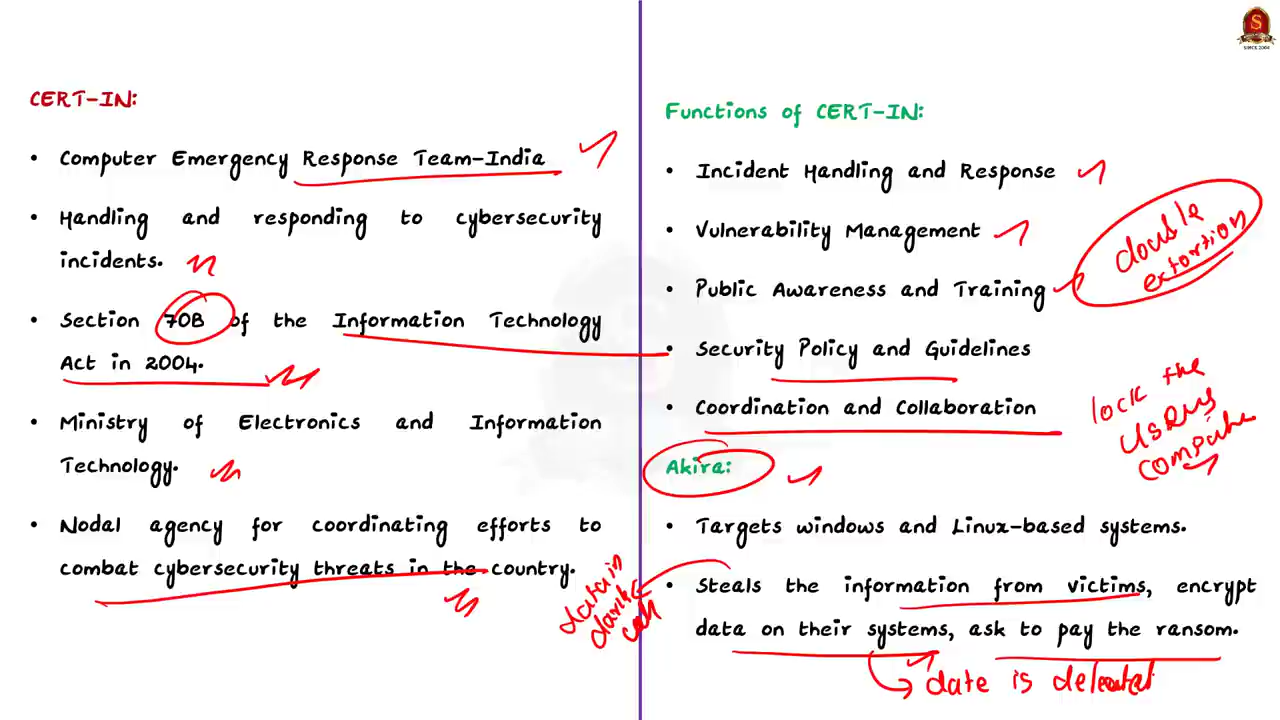 CERT-IN:
• Computer Emergency Response Team-India
• Handling and responding to cybersecurity
incidents.
• Section 70B of the Information Technology
Act in 2004.
• Ministry of Electronics and Information
Technology.
• Nodal agency for coordinating efforts to
combat cybersecurity threats in the country.
data in
dark
S
SINCE 2004
Functions of CERT-IN:
• Incident Handling and Response
• Vulnerability Management
• Public Awareness and Training
• Security Policy and Guidelines
• Coordination and Collaboration
double
extortion
lock the
users
computer
Akira:
• Targets windows and Linux-based systems.
• Steals the information from victims, encrypt
data on their systems, ask to pay the ransom.
date is